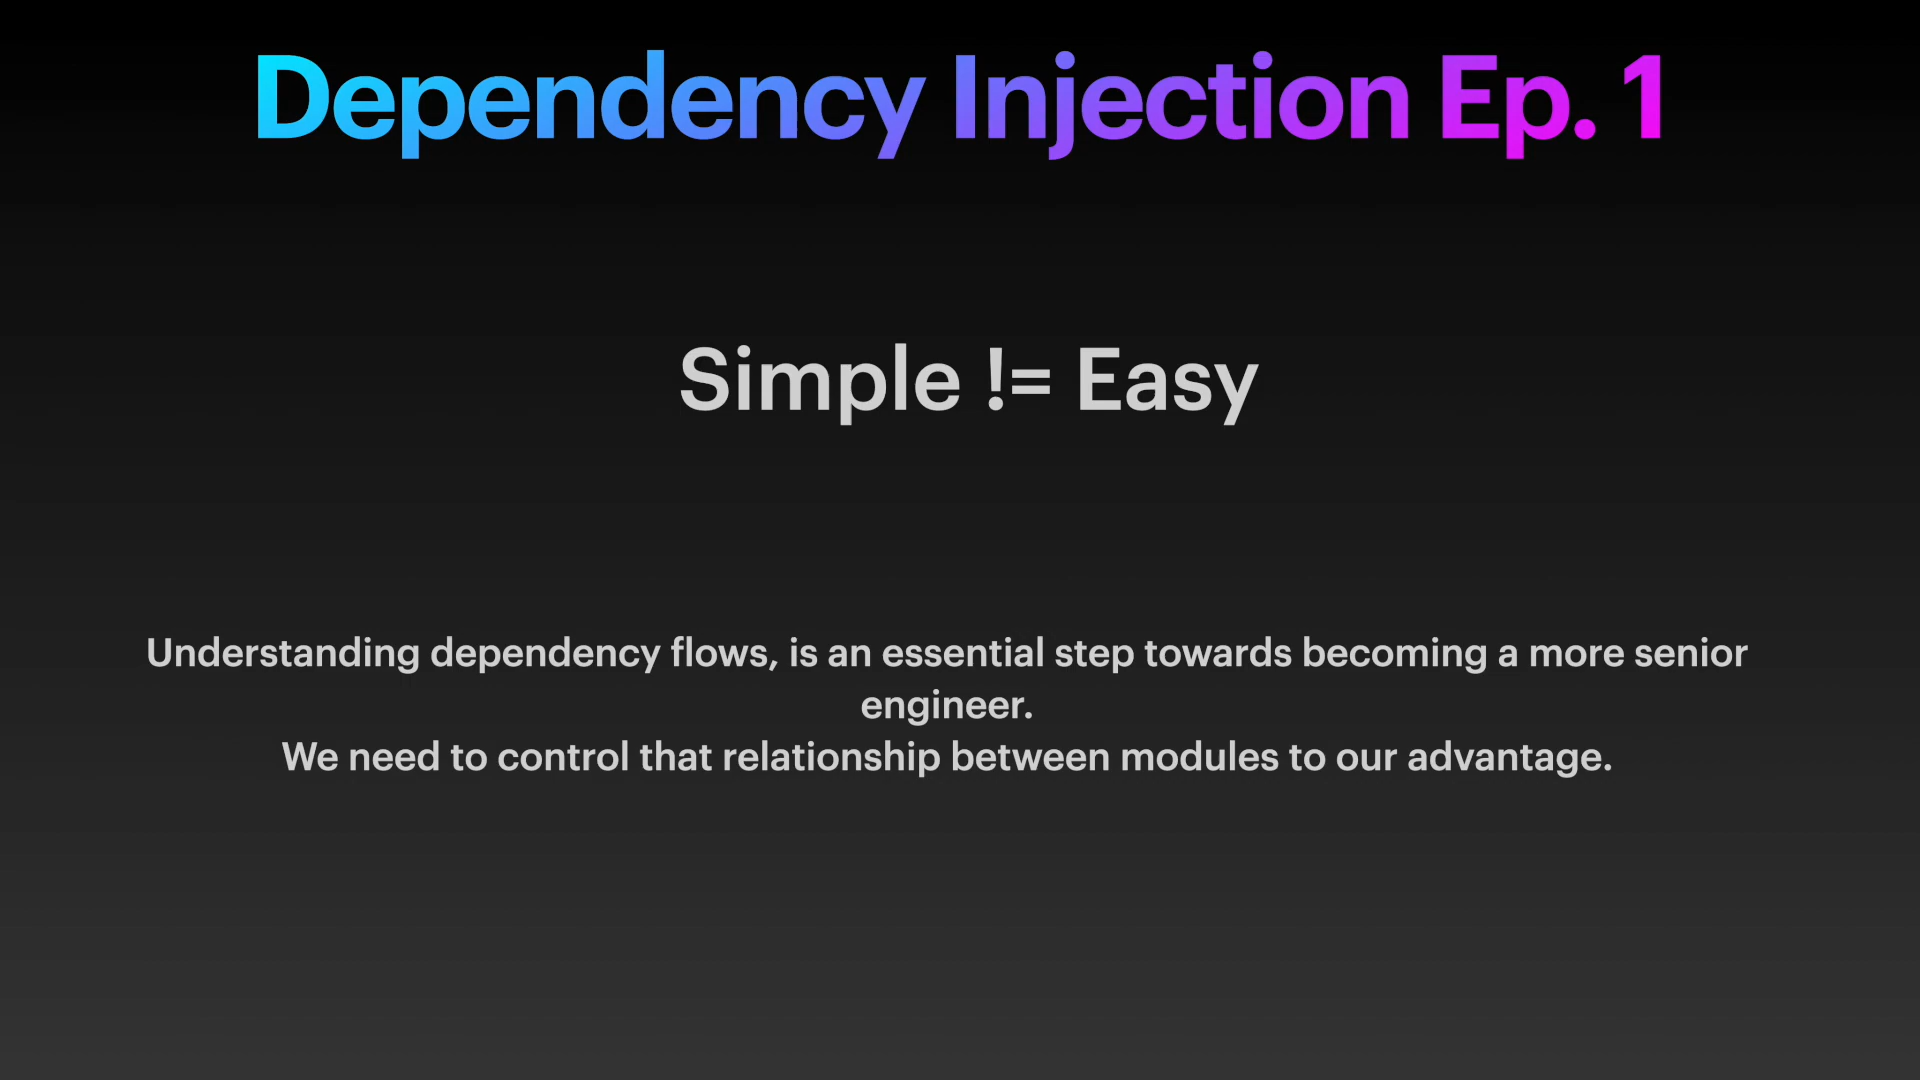 Dependency Injection Ep. 1
Simple != Easy
Understanding dependency flows, is an essential step towards becoming a more senior
engineer.
We need to control that relationship between modules to our advantage.